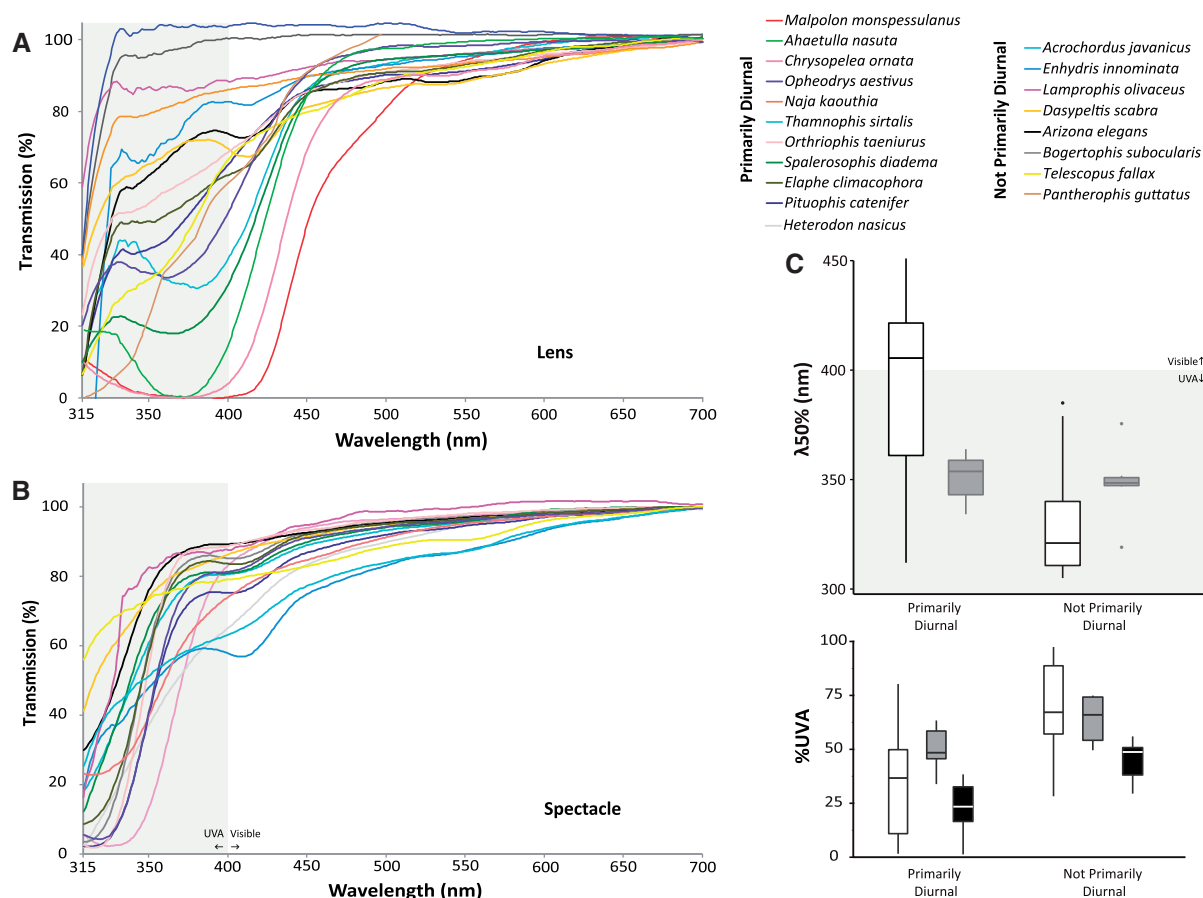 A
Transmission (%)
100
80
60
40
20
0
315
350
400
450
500
550
600
650
700
Lens
Wavelength (nm)
B
Transmission (%)
100
80
60
40
20
0
315
350
400
450
500
550
600
650
700
UVA Visible
← →
Spectacle
Wavelength (nm)
Primarily Diurnal
Malpolon monspessulanus
Ahaetulla nasuta
Chrysopelea ornata
Opheodrys aestivus
Naja kaouthia
Thamnophis sirtalis
Orthriophis taeniurus
Spalerosophis diadema
Elaphe climacophora
Pituophis catenifer
Heterodon nasicus
Not Primarily Diurnal
Acrochordus javanicus
Enhydris innominata
Lamprophis olivaceus
Dasypeltis scabra
Arizona elegans
Bogertophis subocularis
Telescopus fallax
Pantherophis guttatus
C
λ50% (nm)
450
400
350
300
Visible↑
UVA↓
Primarily
Diurnal
Not Primarily
Diurnal
%UVA
100
75
50
25
0
Primarily
Diurnal
Not Primarily
Diurnal